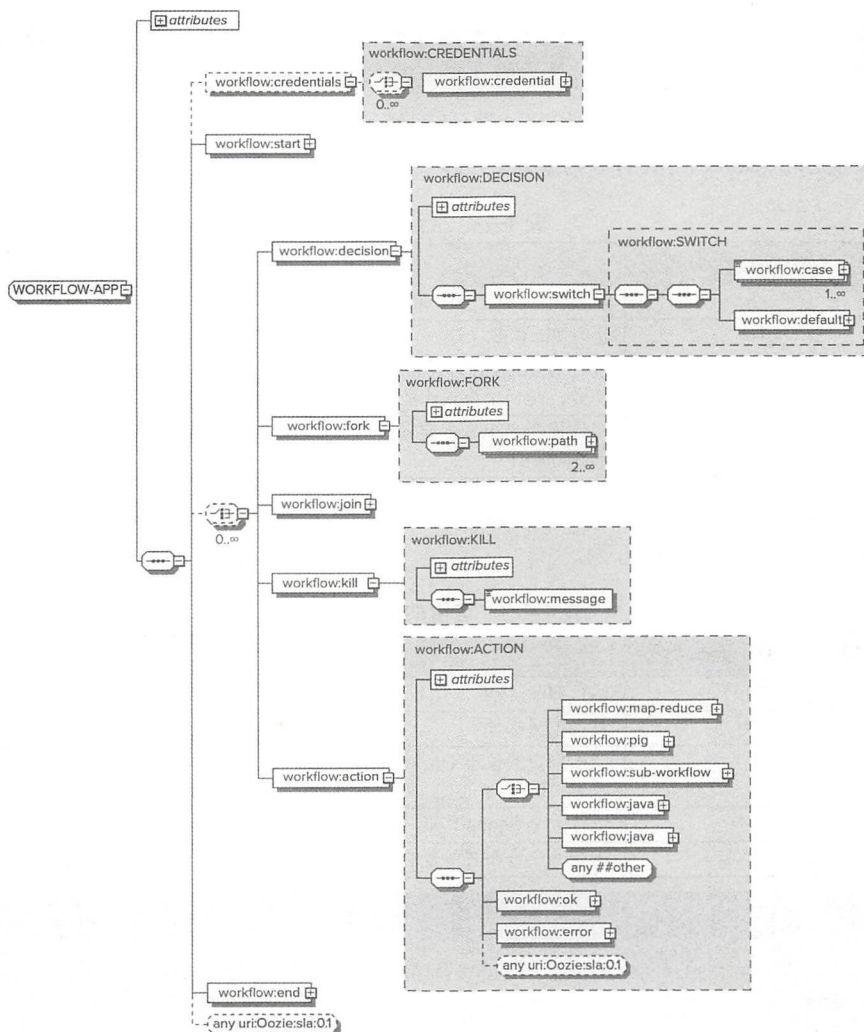 attributes
workflow:CREDENTIALS
workflow:credentials
workflow:credential
0..∞
workflow:start
workflow:DECISION
attributes
workflow:decision
workflow:SWITCH
workflow:case
1..∞
WORKFLOW-APP
workflow:switch
workflow:default
workflow:FORK
attributes
workflow:fork
workflow:path
2..∞
workflow:join
0..∞
workflow:KILL
attributes
workflow:kill
workflow:message
workflow:ACTION
attributes
workflow:map-reduce
workflow:pig
workflow:action
workflow:sub-workflow
workflow:java
workflow:java
any ##other
workflow:ok
workflow:error
any uri:Oozie:sla:0.1
workflow:end
any uri:Oozie:sla:0.1